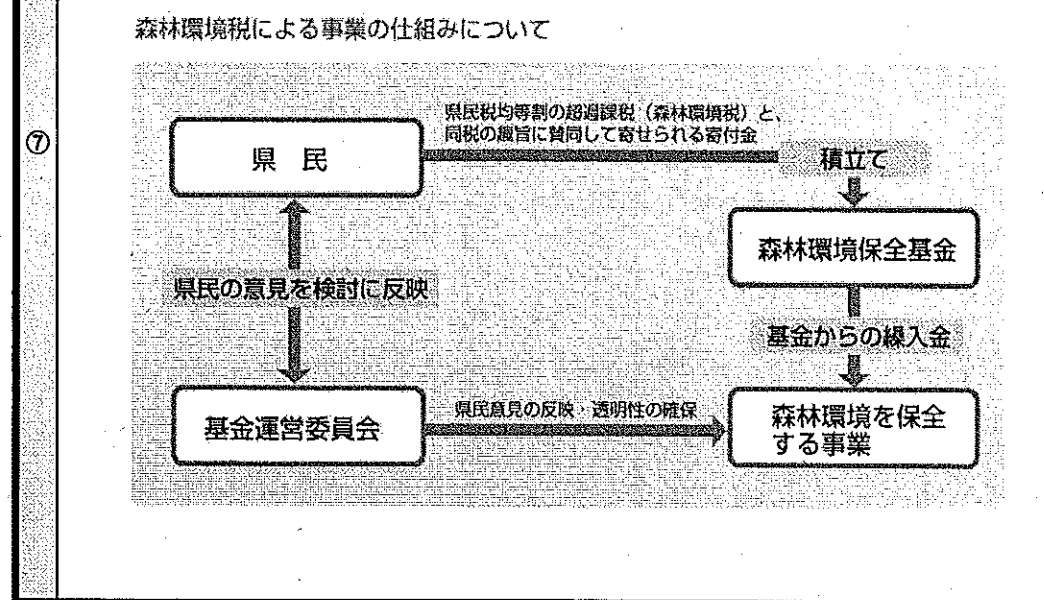 森林環境税による事業の仕組みについて
⑦
県民税均等割の超過課税（森林環境税）と、
同税の趣旨に賛同して寄せられる寄付金
県 民
積立て
森林環境保全基金
県民の意見を検討に反映
基金からの繰入金
基金運営委員会
県民意見の反映・透明性の確保
森林環境を保全
する事業